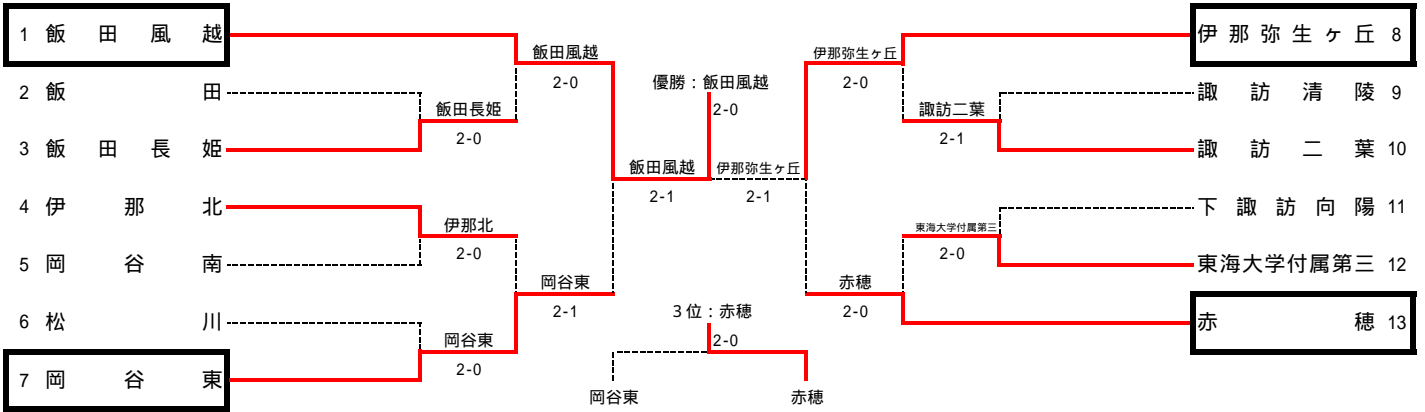 1 飯田風越
2 飯田
3 飯田長姫
4 伊那北
5 岡谷南
6 松川
7 岡谷東
飯田長姫
2-0
伊那北
2-0
岡谷東
2-0
飯田風越
2-0
岡谷東
2-1
飯田風越
2-1
優勝：飯田風越
2-0
伊那弥生ヶ丘
2-1
3位：赤穂
2-0
岡谷東
赤穂
伊那弥生ヶ丘
2-0
赤穂
2-0
諏訪二葉
2-1
東海大学付属第三
2-0
伊那弥生ヶ丘 8
諏訪清陵 9
諏訪二葉 10
下諏訪向陽 11
東海大学付属第三 12
赤穂 13